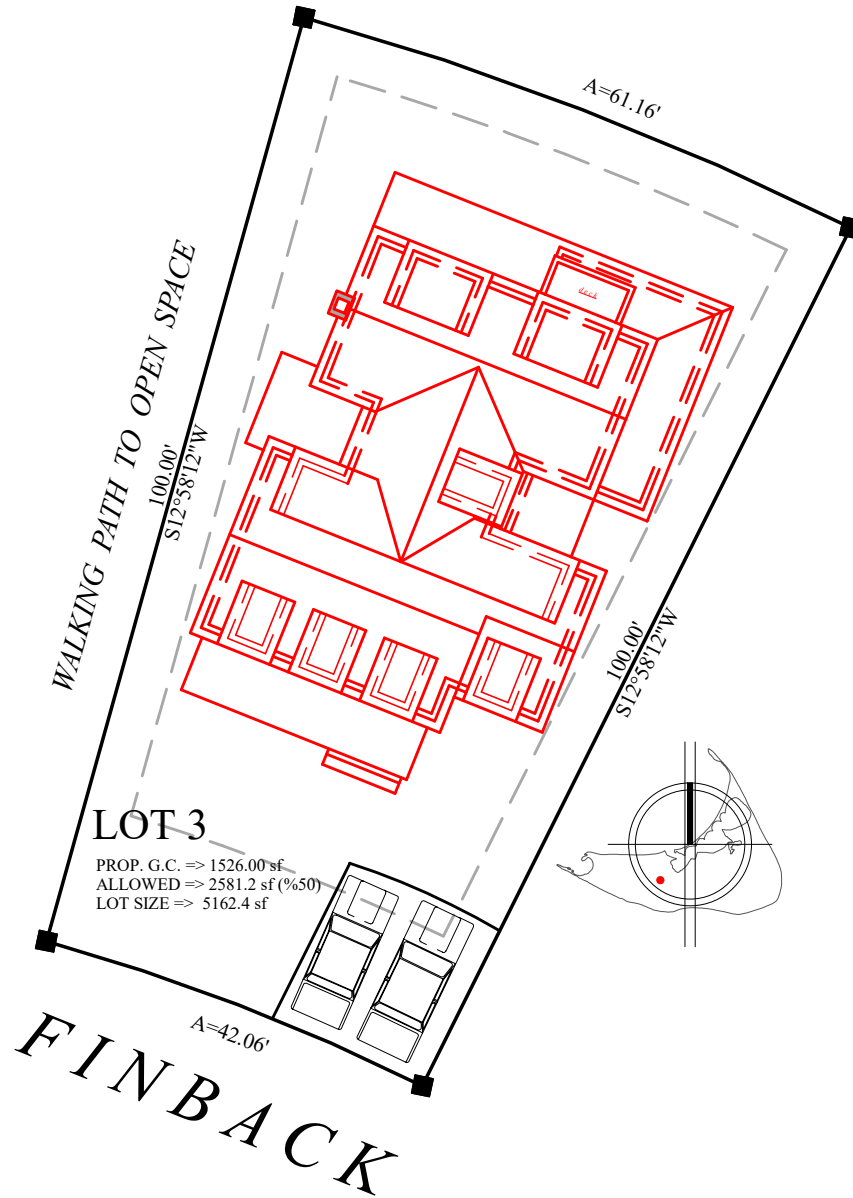 A=61.16'
deck
WALKING PATH TO OPEN SPACE
100.00'
S12°58'12"W
100.00'
S12°58'12"W
LOT 3
PROP. G.C. => 1526.00 sf
ALLOWED => 2581.2 sf (%50)
LOT SIZE => 5162.4 sf
A=42.06'
FINBACK